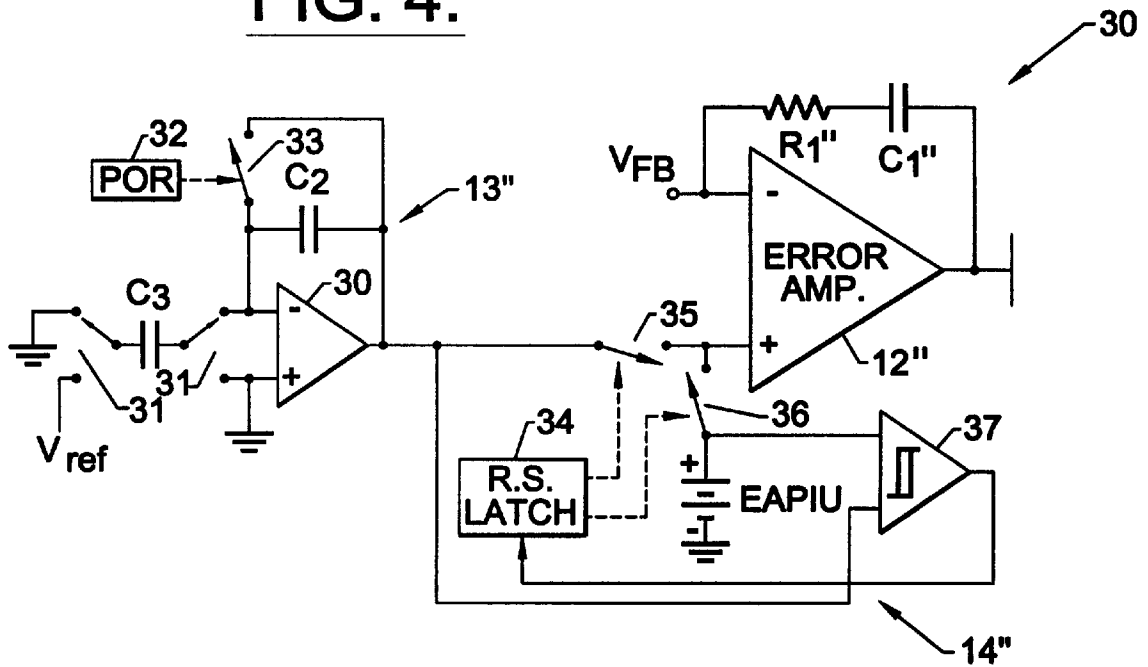 FIG. 4.
30
32
POR
33
C2
13"
VFB
R1"
C1"
-
ERROR
AMP.
+
12"
C3
30
-
+
31
31
Vref
35
36
34
R.S.
LATCH
+
-
EAPIU
37
14"